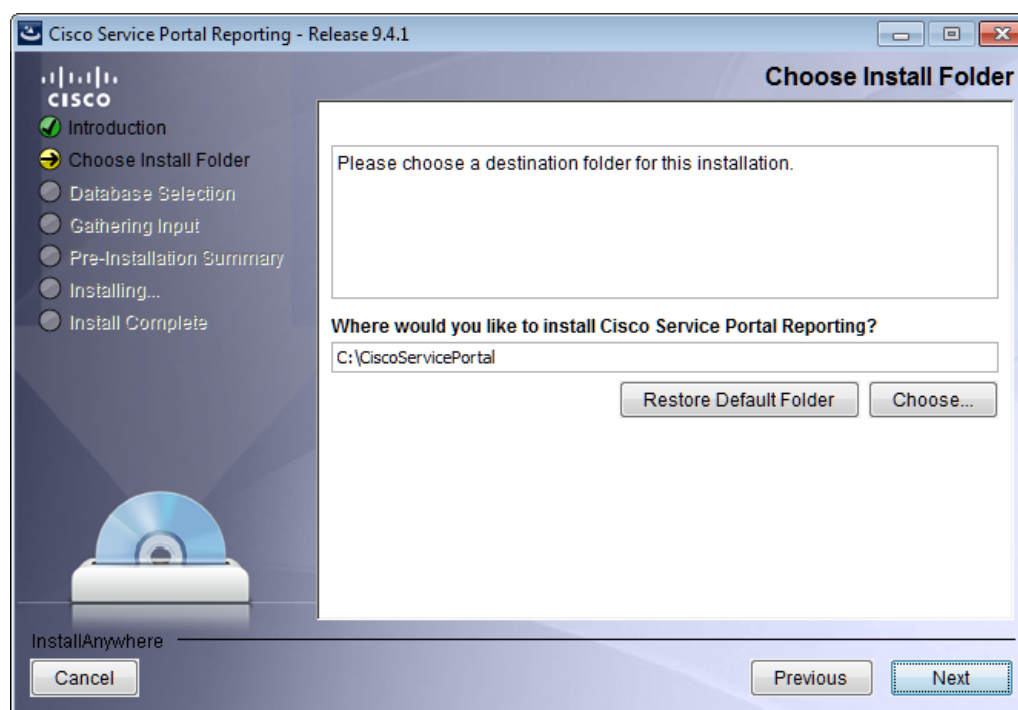 Cisco Service Portal Reporting - Release 9.4.1
CISCO
Choose Install Folder
Introduction
Choose Install Folder
Database Selection
Gathering Input
Pre-Installation Summary
Installing...
Install Complete
Please choose a destination folder for this installation.
Where would you like to install Cisco Service Portal Reporting?
C:\CiscoServicePortal
Restore Default Folder
Choose...
InstallAnywhere
Cancel
Previous
Next